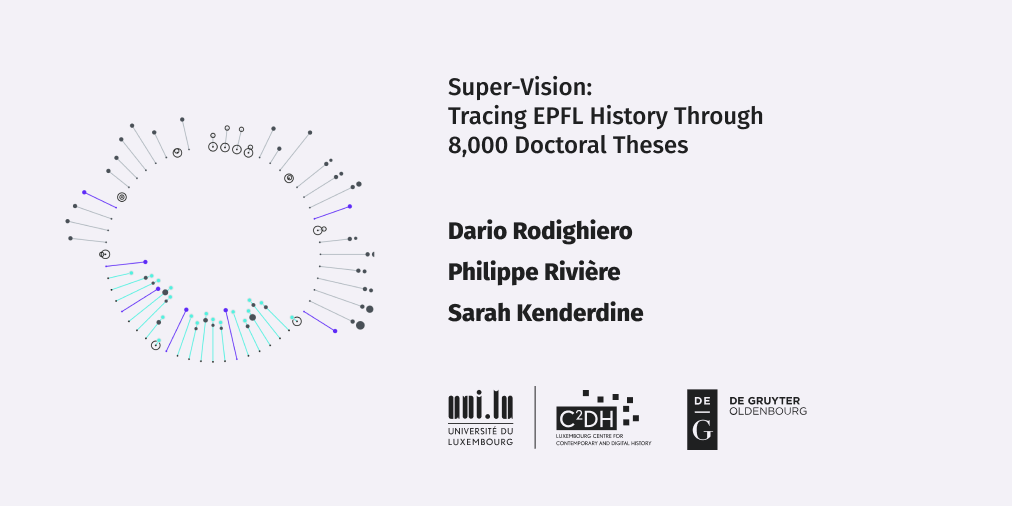 Super-Vision:
Tracing EPFL History Through
8,000 Doctoral Theses
Dario Rodighiero
Philippe Rivière
Sarah Kenderdine
uni.lu
UNIVERSITÉ DU
LUXEMBOURG
C²DH
LUXEMBOURG CENTRE FOR
CONTEMPORARY AND DIGITAL HISTORY
DE
G
DE GRUYTER
OLDENBOURG